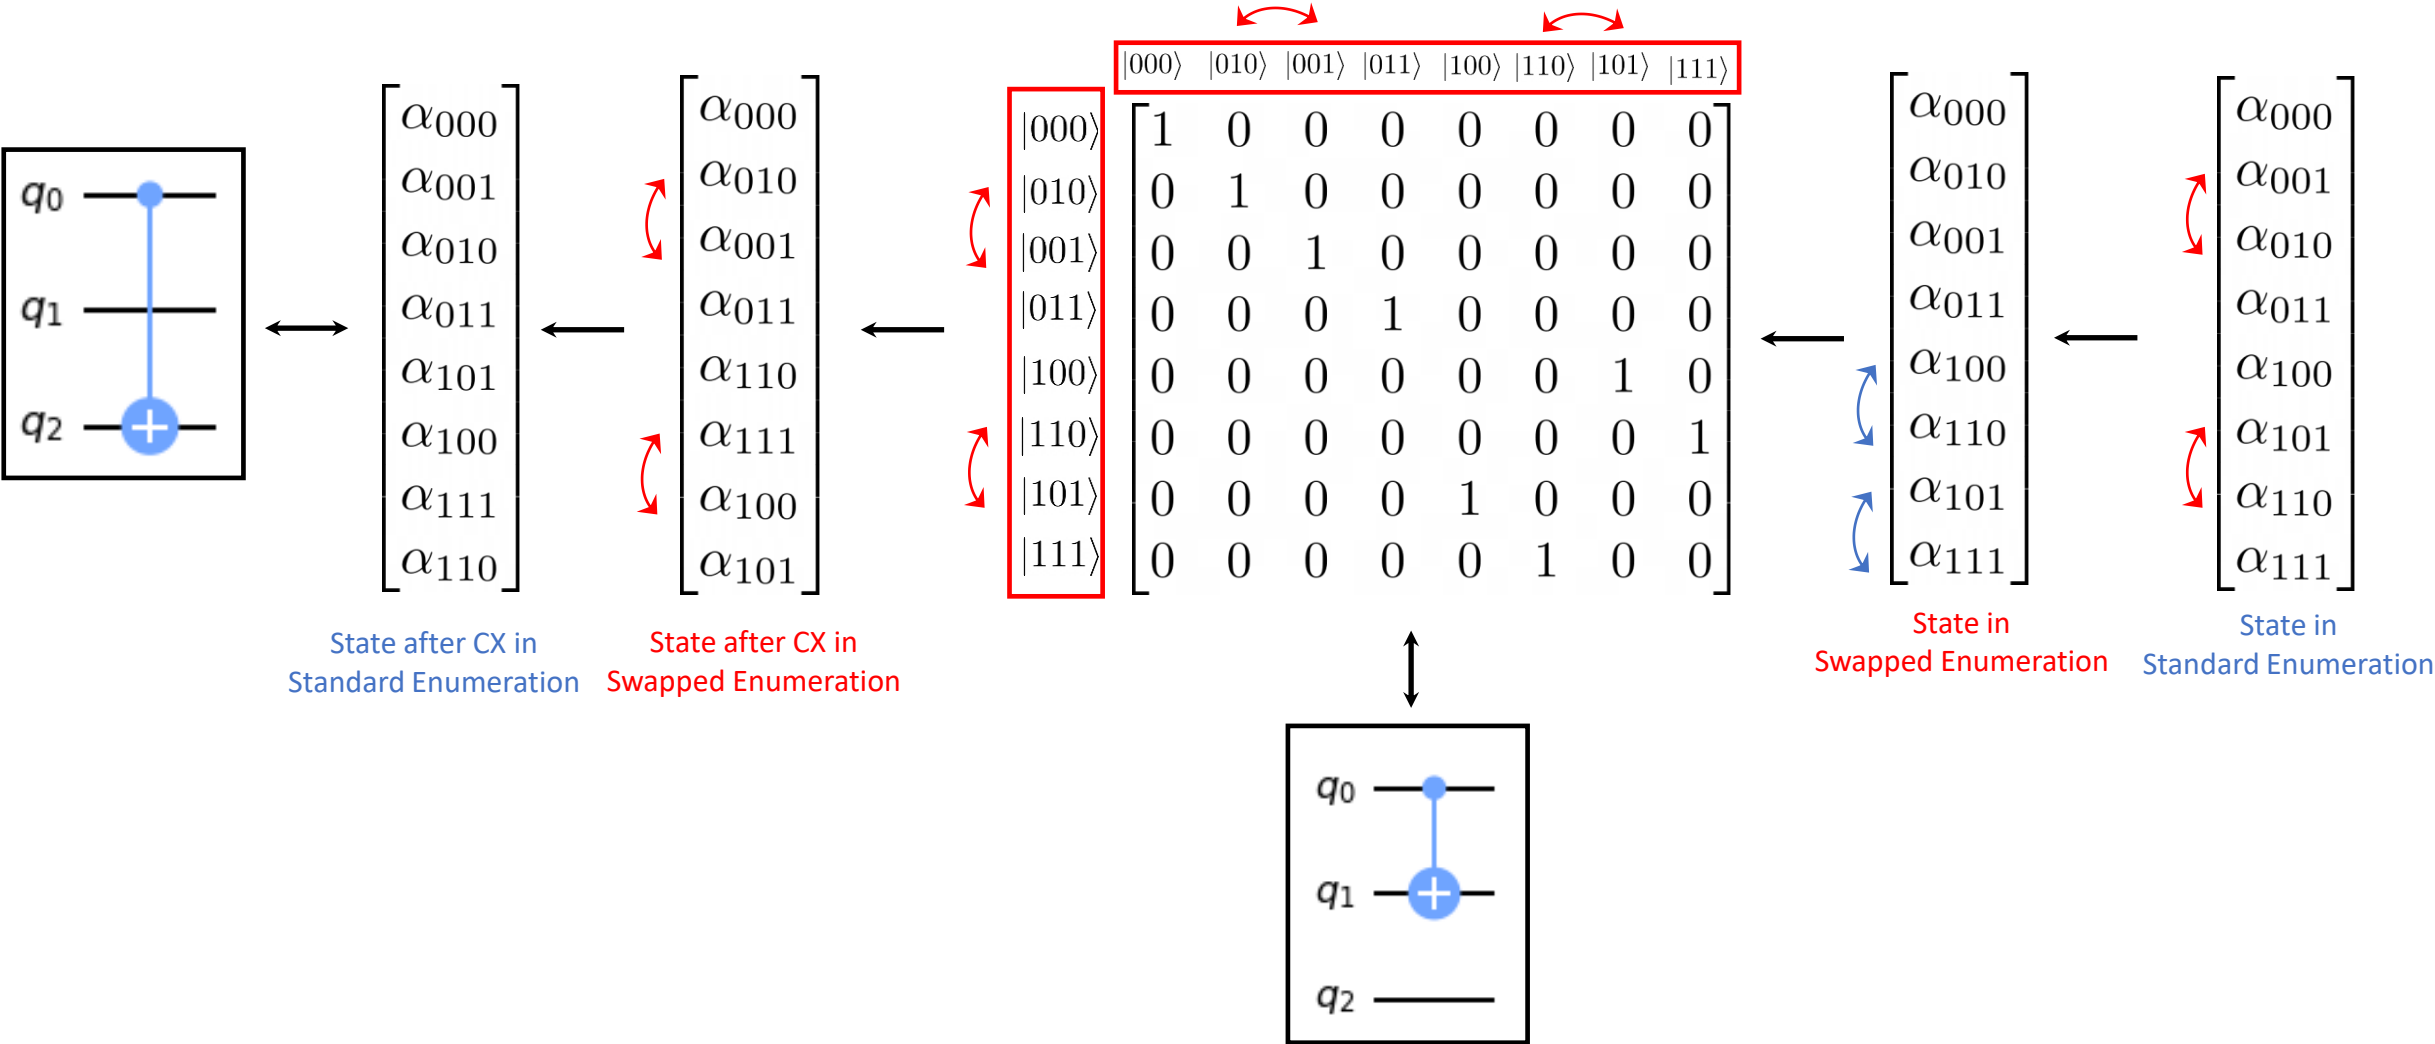 |000⟩ |010⟩ |001⟩ |011⟩ |100⟩ |110⟩ |101⟩ |111⟩
q0
q1
q2
α000
α001
α010
α011
α101
α100
α111
α110
State after CX in
Standard Enumeration
α000
α010
α001
α011
α110
α111
α100
α101
State after CX in
Swapped Enumeration
|000⟩ 1 0 0 0 0 0 0 0
|010⟩ 0 1 0 0 0 0 0 0
|001⟩ 0 0 1 0 0 0 0 0
|011⟩ 0 0 0 1 0 0 0 0
|100⟩ 0 0 0 0 0 0 1 0
|110⟩ 0 0 0 0 0 0 0 1
|101⟩ 0 0 0 0 1 0 0 0
|111⟩ 0 0 0 0 0 1 0 0
α000
α010
α001
α011
α100
α110
α101
α111
State in
Swapped Enumeration
α000
α001
α010
α011
α100
α101
α110
α111
State in
Standard Enumeration
q0
q1
q2